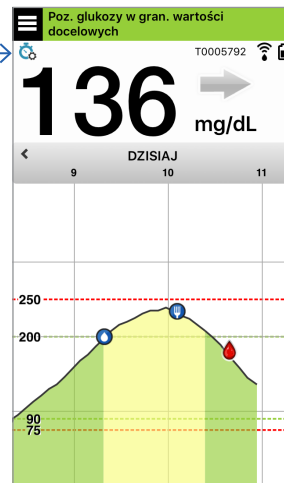 Poz. glukozy w gran. wartości
docelowych
T0005792
136
mg/dL
DZISIAJ
9 10 11
250
200
90
75